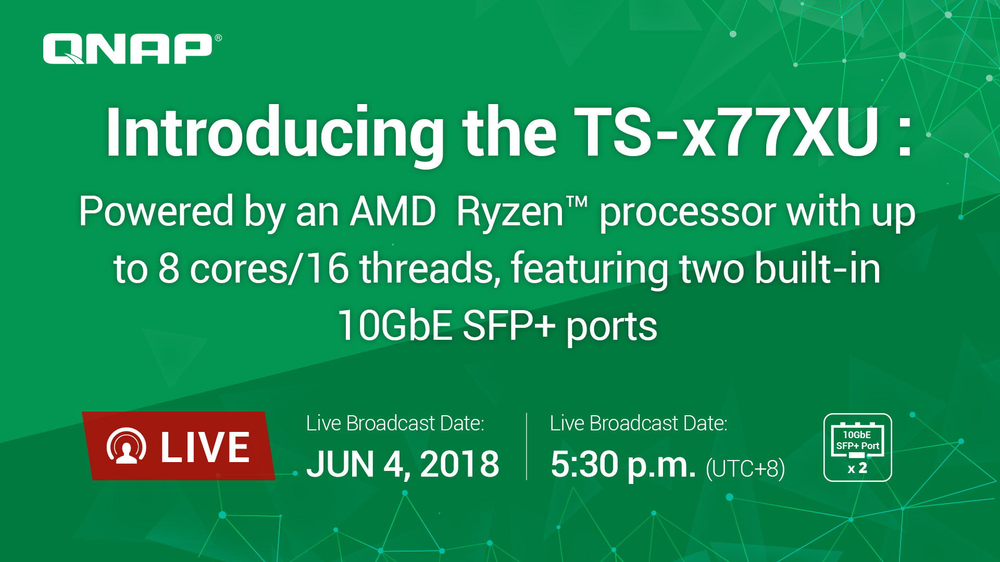 QNAP®
Introducing the TS-x77XU :
Powered by an AMD Ryzen™ processor with up
to 8 cores/16 threads, featuring two built-in
10GbE SFP+ ports
LIVE
Live Broadcast Date:
JUN 4, 2018
Live Broadcast Date:
5:30 p.m. (UTC+8)
10GbE
SFP+ Port
x 2